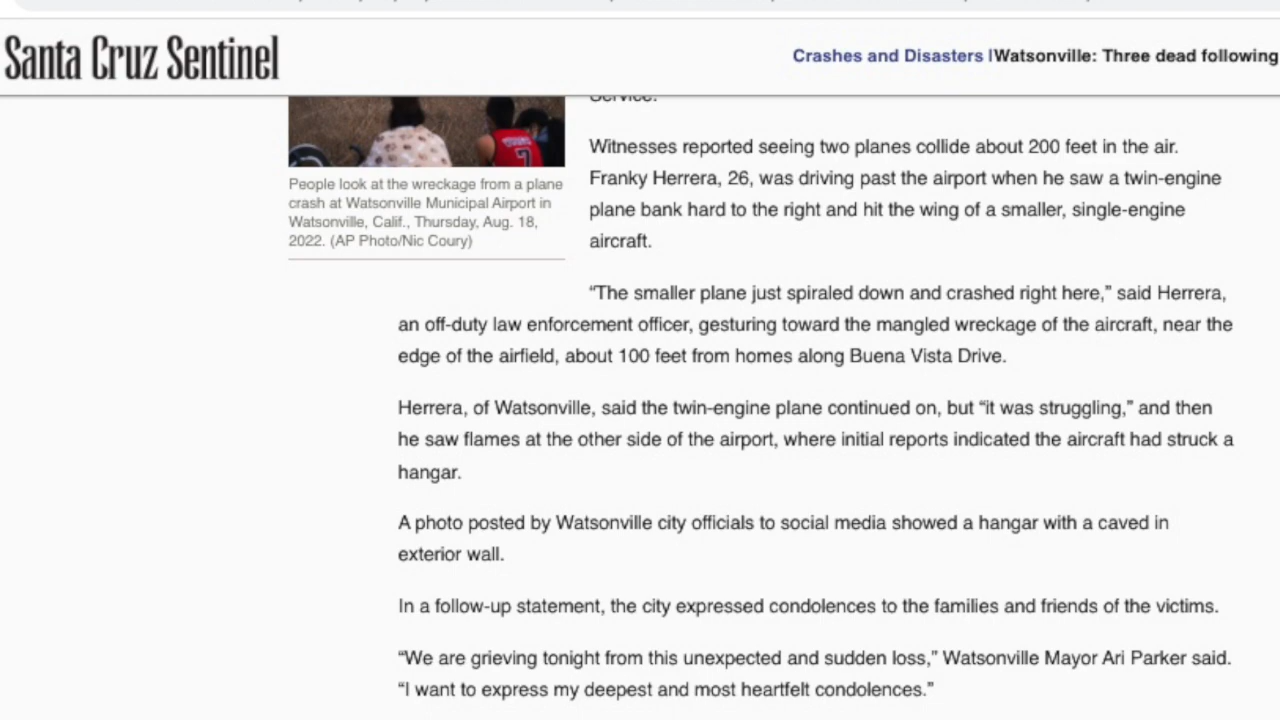 Santa Cruz Sentinel
Crashes and Disasters | Watsonville: Three dead following
Service.
Witnesses reported seeing two planes collide about 200 feet in the air.
Franky Herrera, 26, was driving past the airport when he saw a twin-engine
plane bank hard to the right and hit the wing of a smaller, single-engine
aircraft.
7
People look at the wreckage from a plane
crash at Watsonville Municipal Airport in
Watsonville, Calif., Thursday, Aug. 18,
2022. (AP Photo/Nic Coury)
“The smaller plane just spiraled down and crashed right here,” said Herrera,
an off-duty law enforcement officer, gesturing toward the mangled wreckage of the aircraft, near the
edge of the airfield, about 100 feet from homes along Buena Vista Drive.
Herrera, of Watsonville, said the twin-engine plane continued on, but “it was struggling,” and then
he saw flames at the other side of the airport, where initial reports indicated the aircraft had struck a
hangar.
A photo posted by Watsonville city officials to social media showed a hangar with a caved in
exterior wall.
In a follow-up statement, the city expressed condolences to the families and friends of the victims.
“We are grieving tonight from this unexpected and sudden loss,” Watsonville Mayor Ari Parker said.
“I want to express my deepest and most heartfelt condolences.”